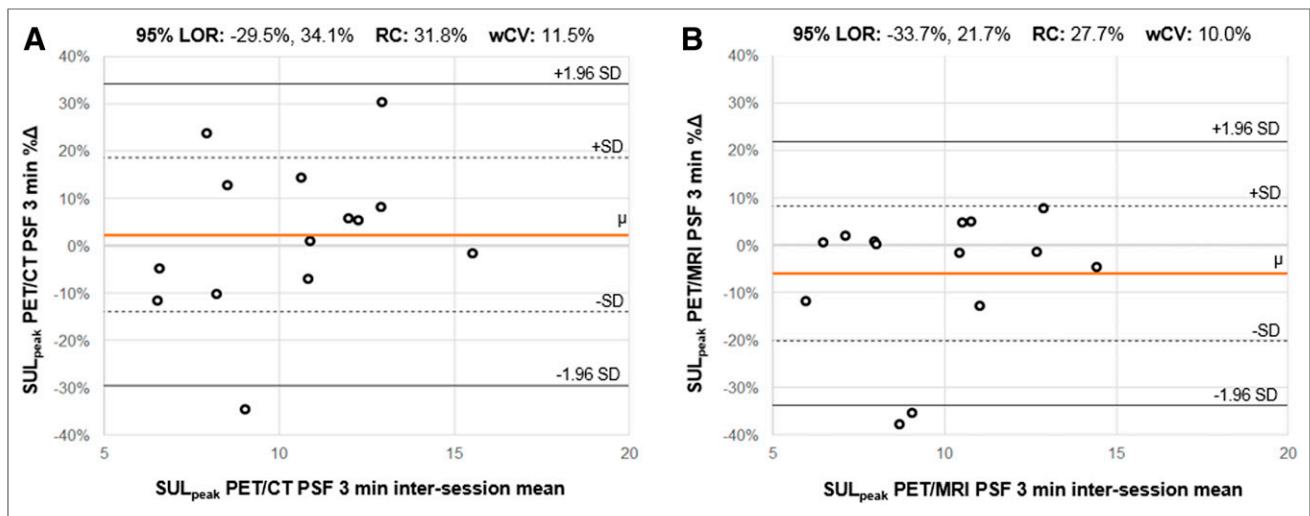 A
95% LOR: -29.5%, 34.1% RC: 31.8% wCV: 11.5%
SULpeak PET/CT PSF 3 min %Δ
40%
30%
20%
10%
0%
-10%
-20%
-30%
-40%
+1.96 SD
+SD
µ
-SD
-1.96 SD
5 10 15 20
SULpeak PET/CT PSF 3 min inter-session mean
B
95% LOR: -33.7%, 21.7% RC: 27.7% wCV: 10.0%
SULpeak PET/MRI PSF 3 min %Δ
40%
30%
20%
10%
0%
-10%
-20%
-30%
-40%
+1.96 SD
+SD
µ
-SD
-1.96 SD
5 10 15 20
SULpeak PET/MRI PSF 3 min inter-session mean